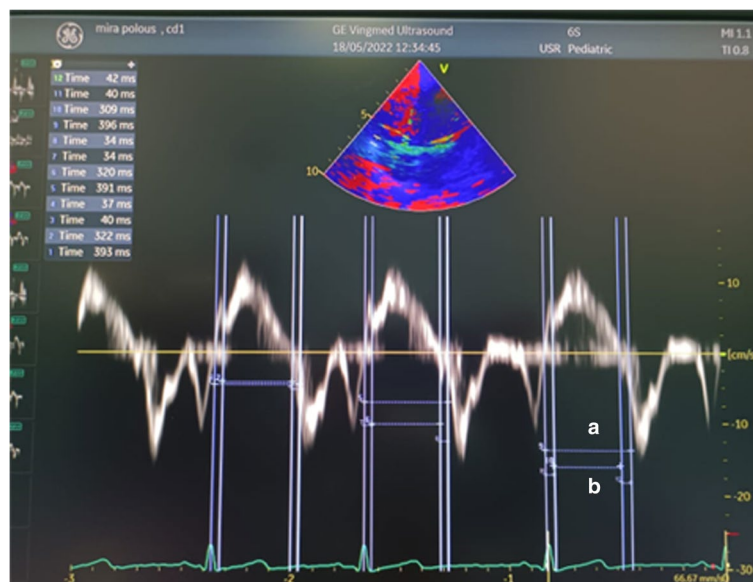 mira polous , cd1
GE Vingmed Ultrasound
18/05/2022 12:34:45
6S
USR Pediatric
MI 1.1
TI 0.8
12 Time 42 ms
11 Time 40 ms
10 Time 309 ms
9 Time 396 ms
8 Time 34 ms
7 Time 34 ms
6 Time 320 ms
5 Time 391 ms
4 Time 37 ms
3 Time 40 ms
2 Time 322 ms
1 Time 393 ms
V
5
10
10
[cm/s
-10
-20
-30
a
b
-3
-2
-1
66.67 mm/s